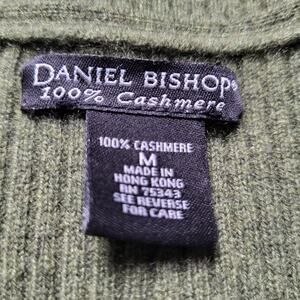 DANIEL BISHOP®
100% Cashmere
100% CASHMERE
M
MADE IN
HONG KONG
RN 75343
SEE REVERSE
FOR CARE